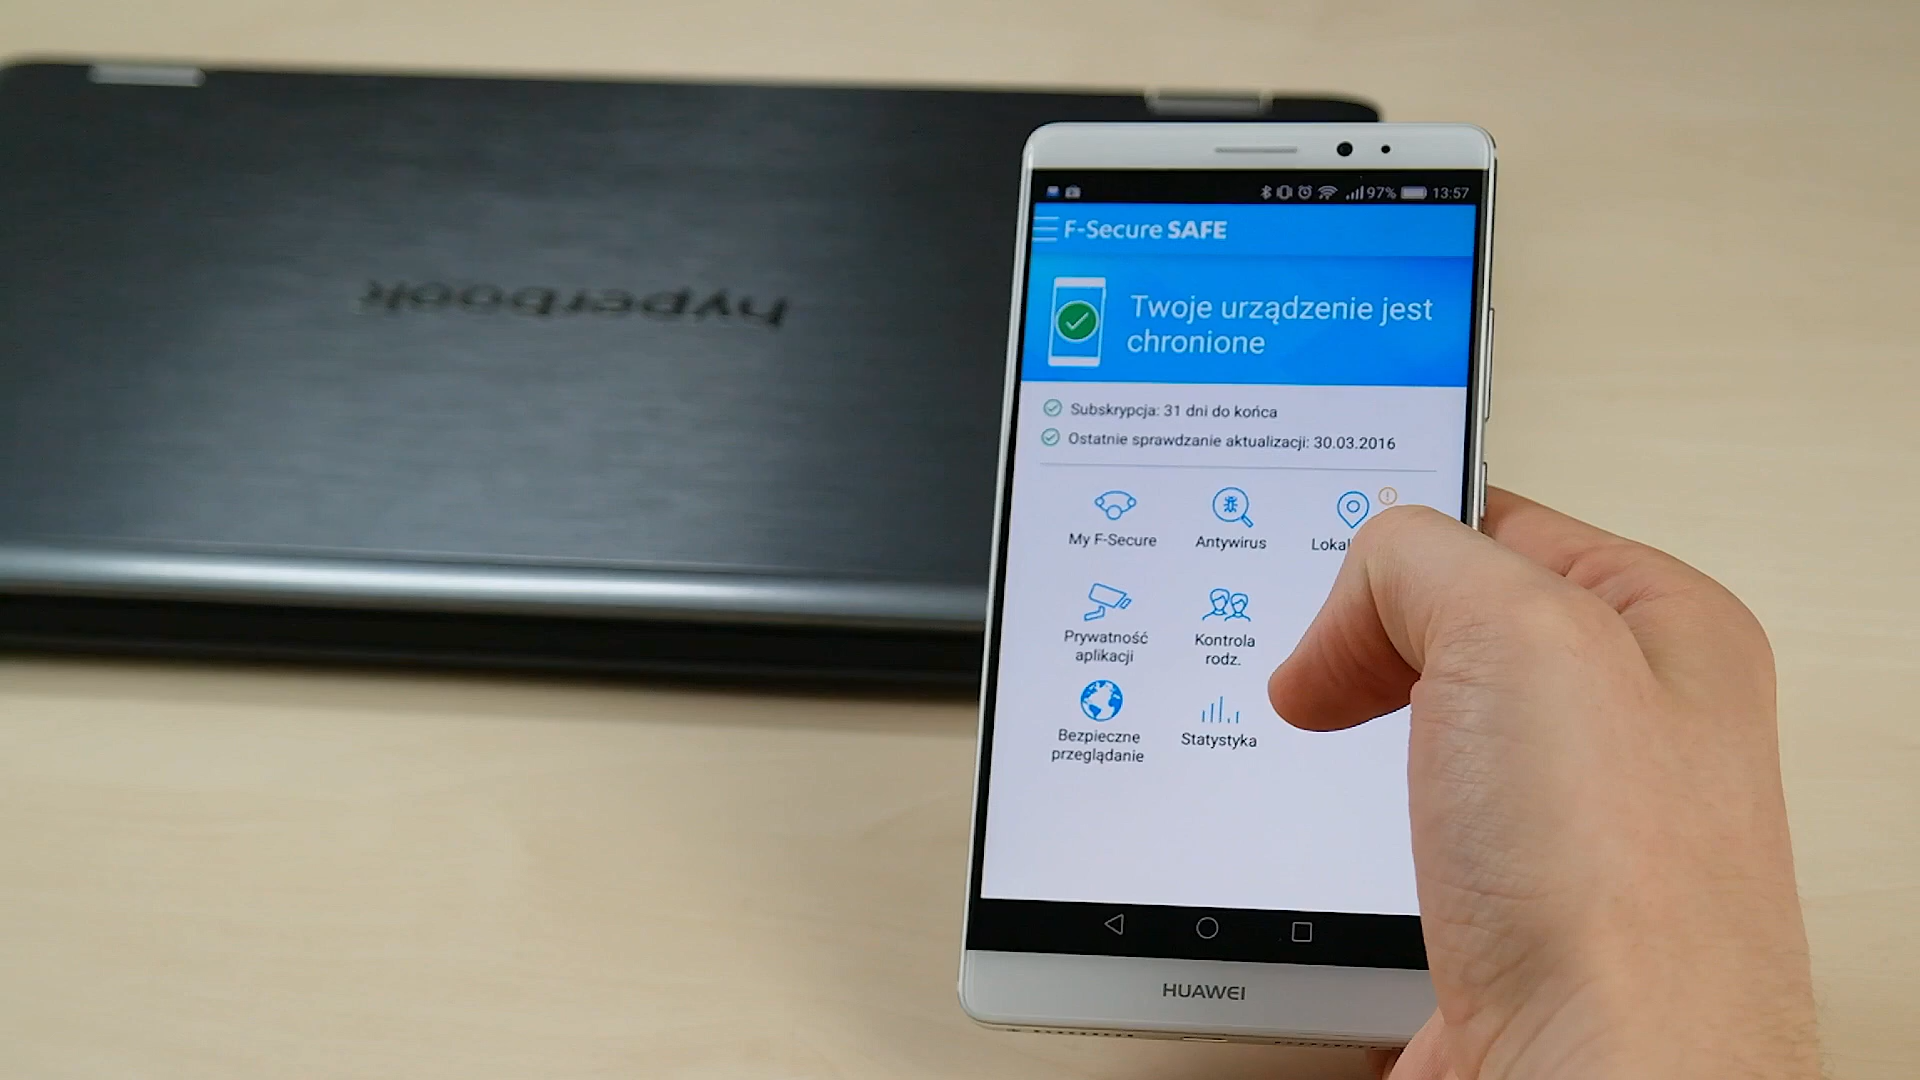 hyperbook
97% 13:57
F-Secure SAFE
Twoje urządzenie jest
chronione
Subskrypcja: 31 dni do końca
Ostatnie sprawdzanie aktualizacji: 30.03.2016
My F-Secure
Antywirus
Prywatność
aplikacji
Kontrola
rodz.
Bezpieczne
przeglądanie
Statystyka
HUAWEI